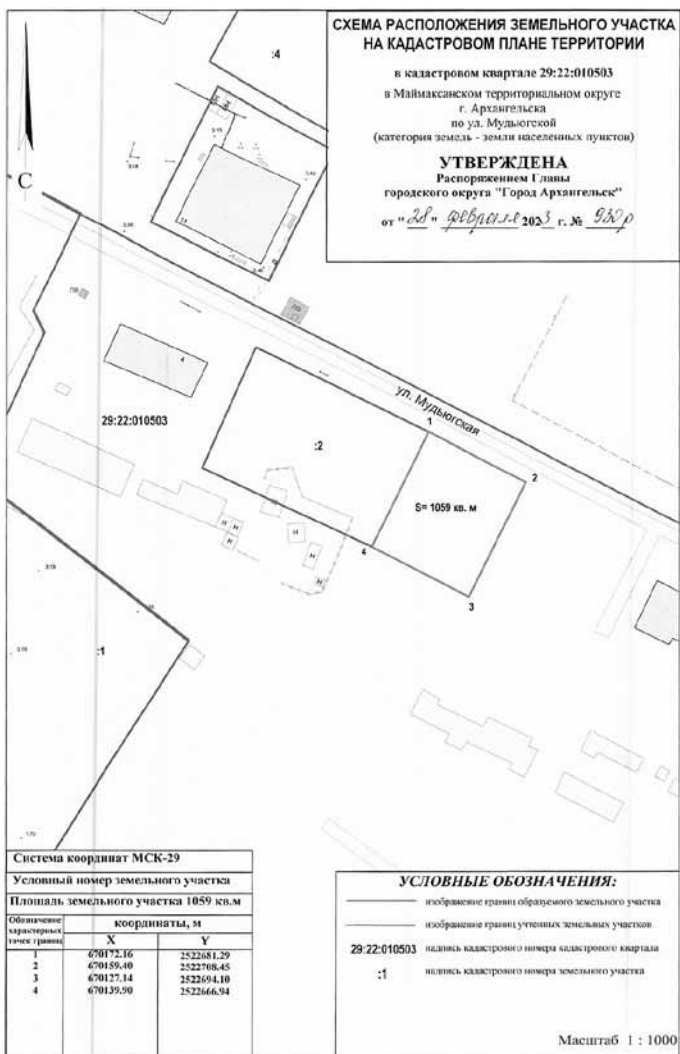 СХЕМА РАСПОЛОЖЕНИЯ ЗЕМЕЛЬНОГО УЧАСТКА
НА КАДАСТРОВОМ ПЛАНЕ ТЕРРИТОРИИ
в кадастровом квартале 29:22:010503
в Маймаксанском территориальном округе
г. Архангельска
по ул. Мудьюгской
(категория земель - земли населенных пунктов)
УТВЕРЖДЕНА
Распоряжением Главы
городского округа "Город Архангельск"
от "28" февраля 2023 г. № 930р
:4
С
ул. Мудьюгская
29:22:010503
4
:2
1
2
S= 1059 кв. м
4
3
Н
Н
Н
Н
Н
Н
:1
Система координат МСК-29
Условный номер земельного участка
Площадь земельного участка 1059 кв.м
Обозначение характерных точек границ
координаты, м
X Y
1 670172.16 2522681.29
2 670159.40 2522708.45
3 670127.14 2522694.10
4 670139.90 2522666.94
УСЛОВНЫЕ ОБОЗНАЧЕНИЯ:
изображение границ образуемого земельного участка
изображение границ учтенных земельных участков
29:22:010503 надпись кадастрового номера кадастрового квартала
:1 надпись кадастрового номера земельного участка
Масштаб 1 : 1000